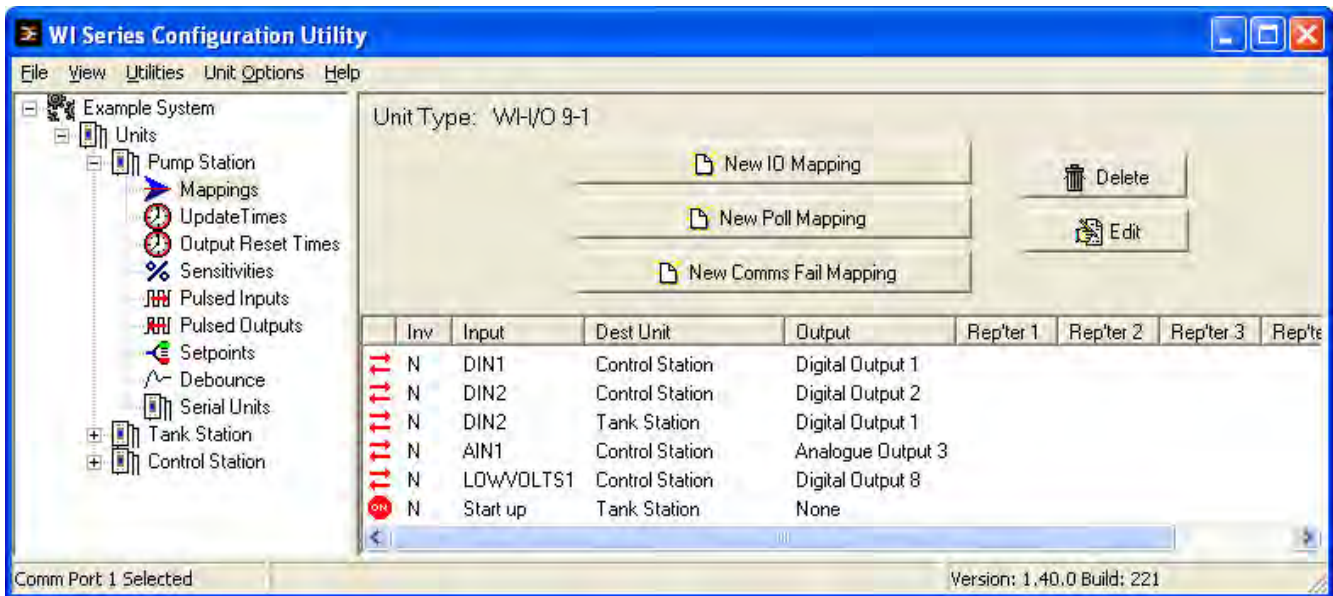 WI Series Configuration Utility
File View Utilities Unit Options Help
Example System
Units
Pump Station
Mappings
UpdateTimes
Output Reset Times
Sensitivities
Pulsed Inputs
Pulsed Outputs
Setpoints
Debounce
Serial Units
Tank Station
Control Station
Unit Type: WI-I/O 9-1
New IO Mapping
New Poll Mapping
New Comms Fail Mapping
Delete
Edit
Inv Input Dest Unit Output Rep'ter 1 Rep'ter 2 Rep'ter 3 Rep'te
N DIN1 Control Station Digital Output 1
N DIN2 Control Station Digital Output 2
N DIN2 Tank Station Digital Output 1
N AIN1 Control Station Analogue Output 3
N LOWVOLTS1 Control Station Digital Output 8
ON N Start up Tank Station None
Comm Port 1 Selected
Version: 1.40.0 Build: 221